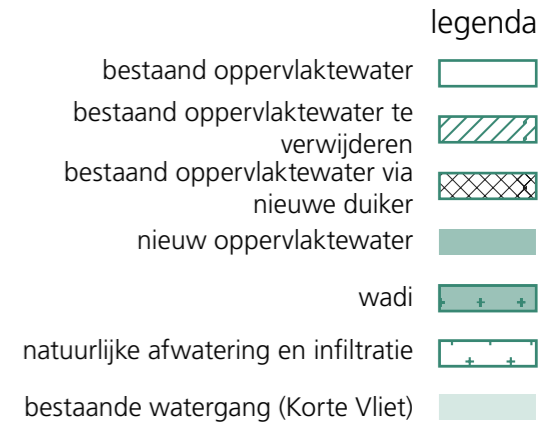 legenda
bestaand oppervlaktewater
bestaand oppervlaktewater te
verwijderen
bestaand oppervlaktewater via
nieuwe duiker
nieuw oppervlaktewater
wadi
natuurlijke afwatering en infiltratie
bestaande watergang (Korte Vliet)